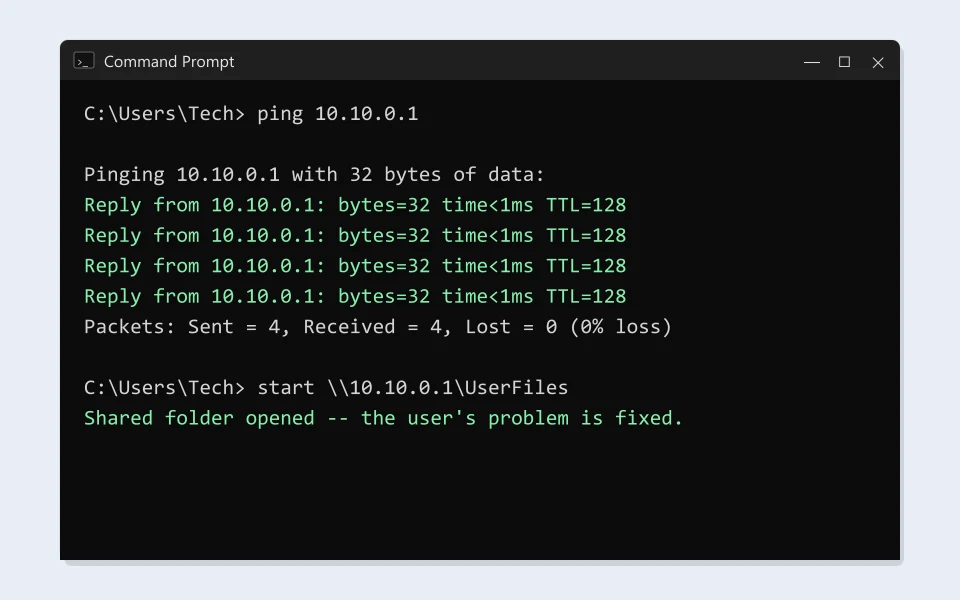 Command Prompt
C:\Users\Tech> ping 10.10.0.1
Pinging 10.10.0.1 with 32 bytes of data:
Reply from 10.10.0.1: bytes=32 time<1ms TTL=128
Reply from 10.10.0.1: bytes=32 time<1ms TTL=128
Reply from 10.10.0.1: bytes=32 time<1ms TTL=128
Reply from 10.10.0.1: bytes=32 time<1ms TTL=128
Packets: Sent = 4, Received = 4, Lost = 0 (0% loss)
C:\Users\Tech> start \\10.10.0.1\UserFiles
Shared folder opened -- the user's problem is fixed.